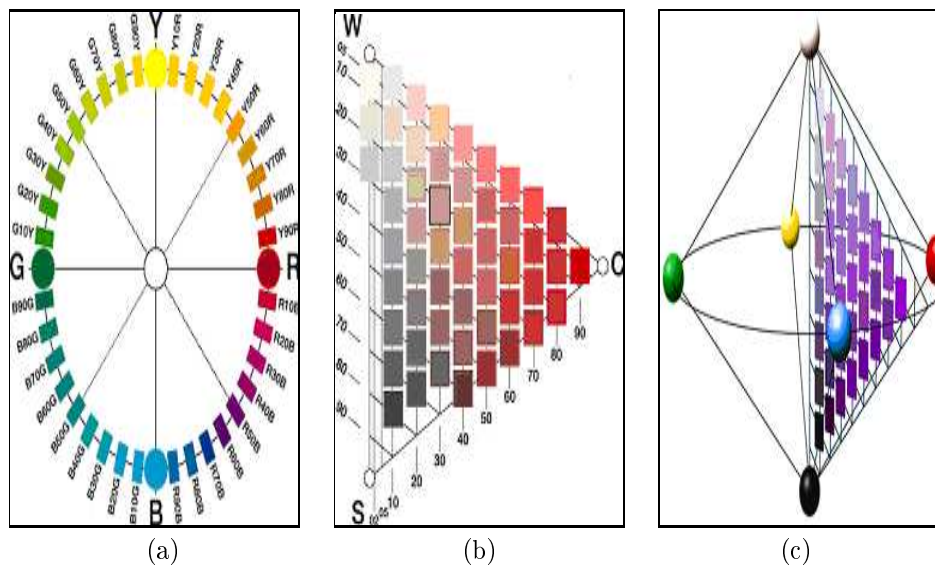 Y
Y10R
Y20R
Y30R
Y40R
Y50R
Y60R
Y70R
Y80R
Y90R
R
R10B
R20B
R30B
R40B
R50B
R60B
R70B
R80B
R90B
B
B10G
B20G
B30G
B40G
B50G
B60G
B70G
B80G
B90G
G
G10Y
G20Y
G30Y
G40Y
G50Y
G60Y
G70Y
G80Y
G90Y
W
05
10
20
30
40
50
60
70
80
90
S
02
05
10
20
30
40
50
60
70
80
90
C
(a)
(b)
(c)